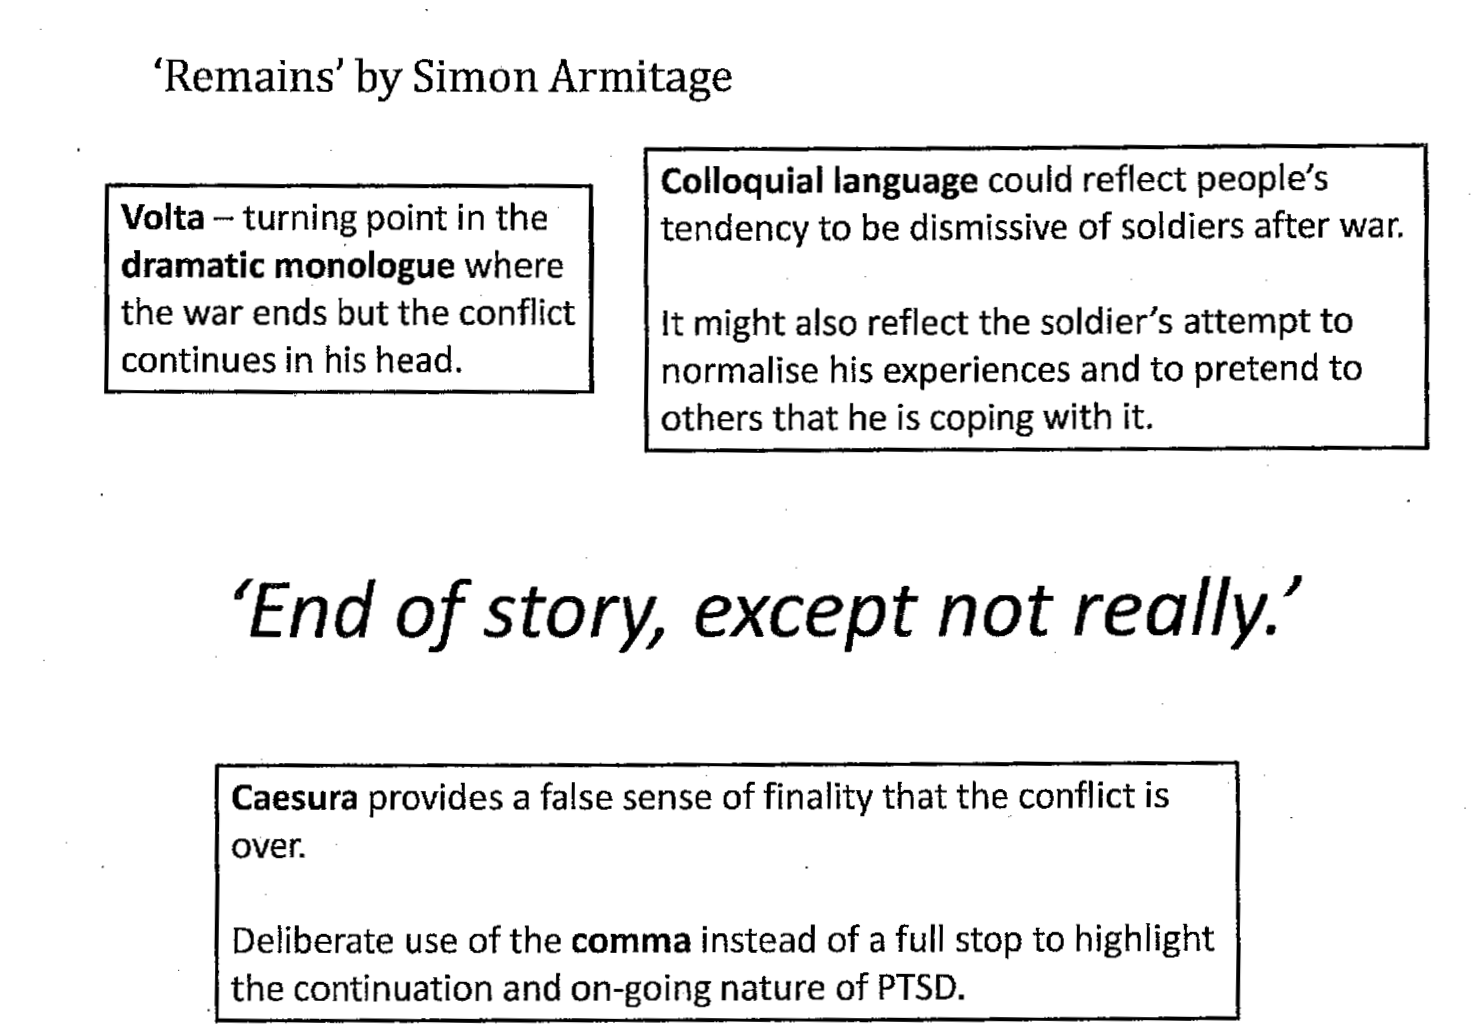 ‘Remains’ by Simon Armitage
Volta – turning point in the
dramatic monologue where
the war ends but the conflict
continues in his head.
Colloquial language could reflect people’s
tendency to be dismissive of soldiers after war.
It might also reflect the soldier’s attempt to
normalise his experiences and to pretend to
others that he is coping with it.
‘End of story, except not really.’
Caesura provides a false sense of finality that the conflict is
over.
Deliberate use of the comma instead of a full stop to highlight
the continuation and on-going nature of PTSD.